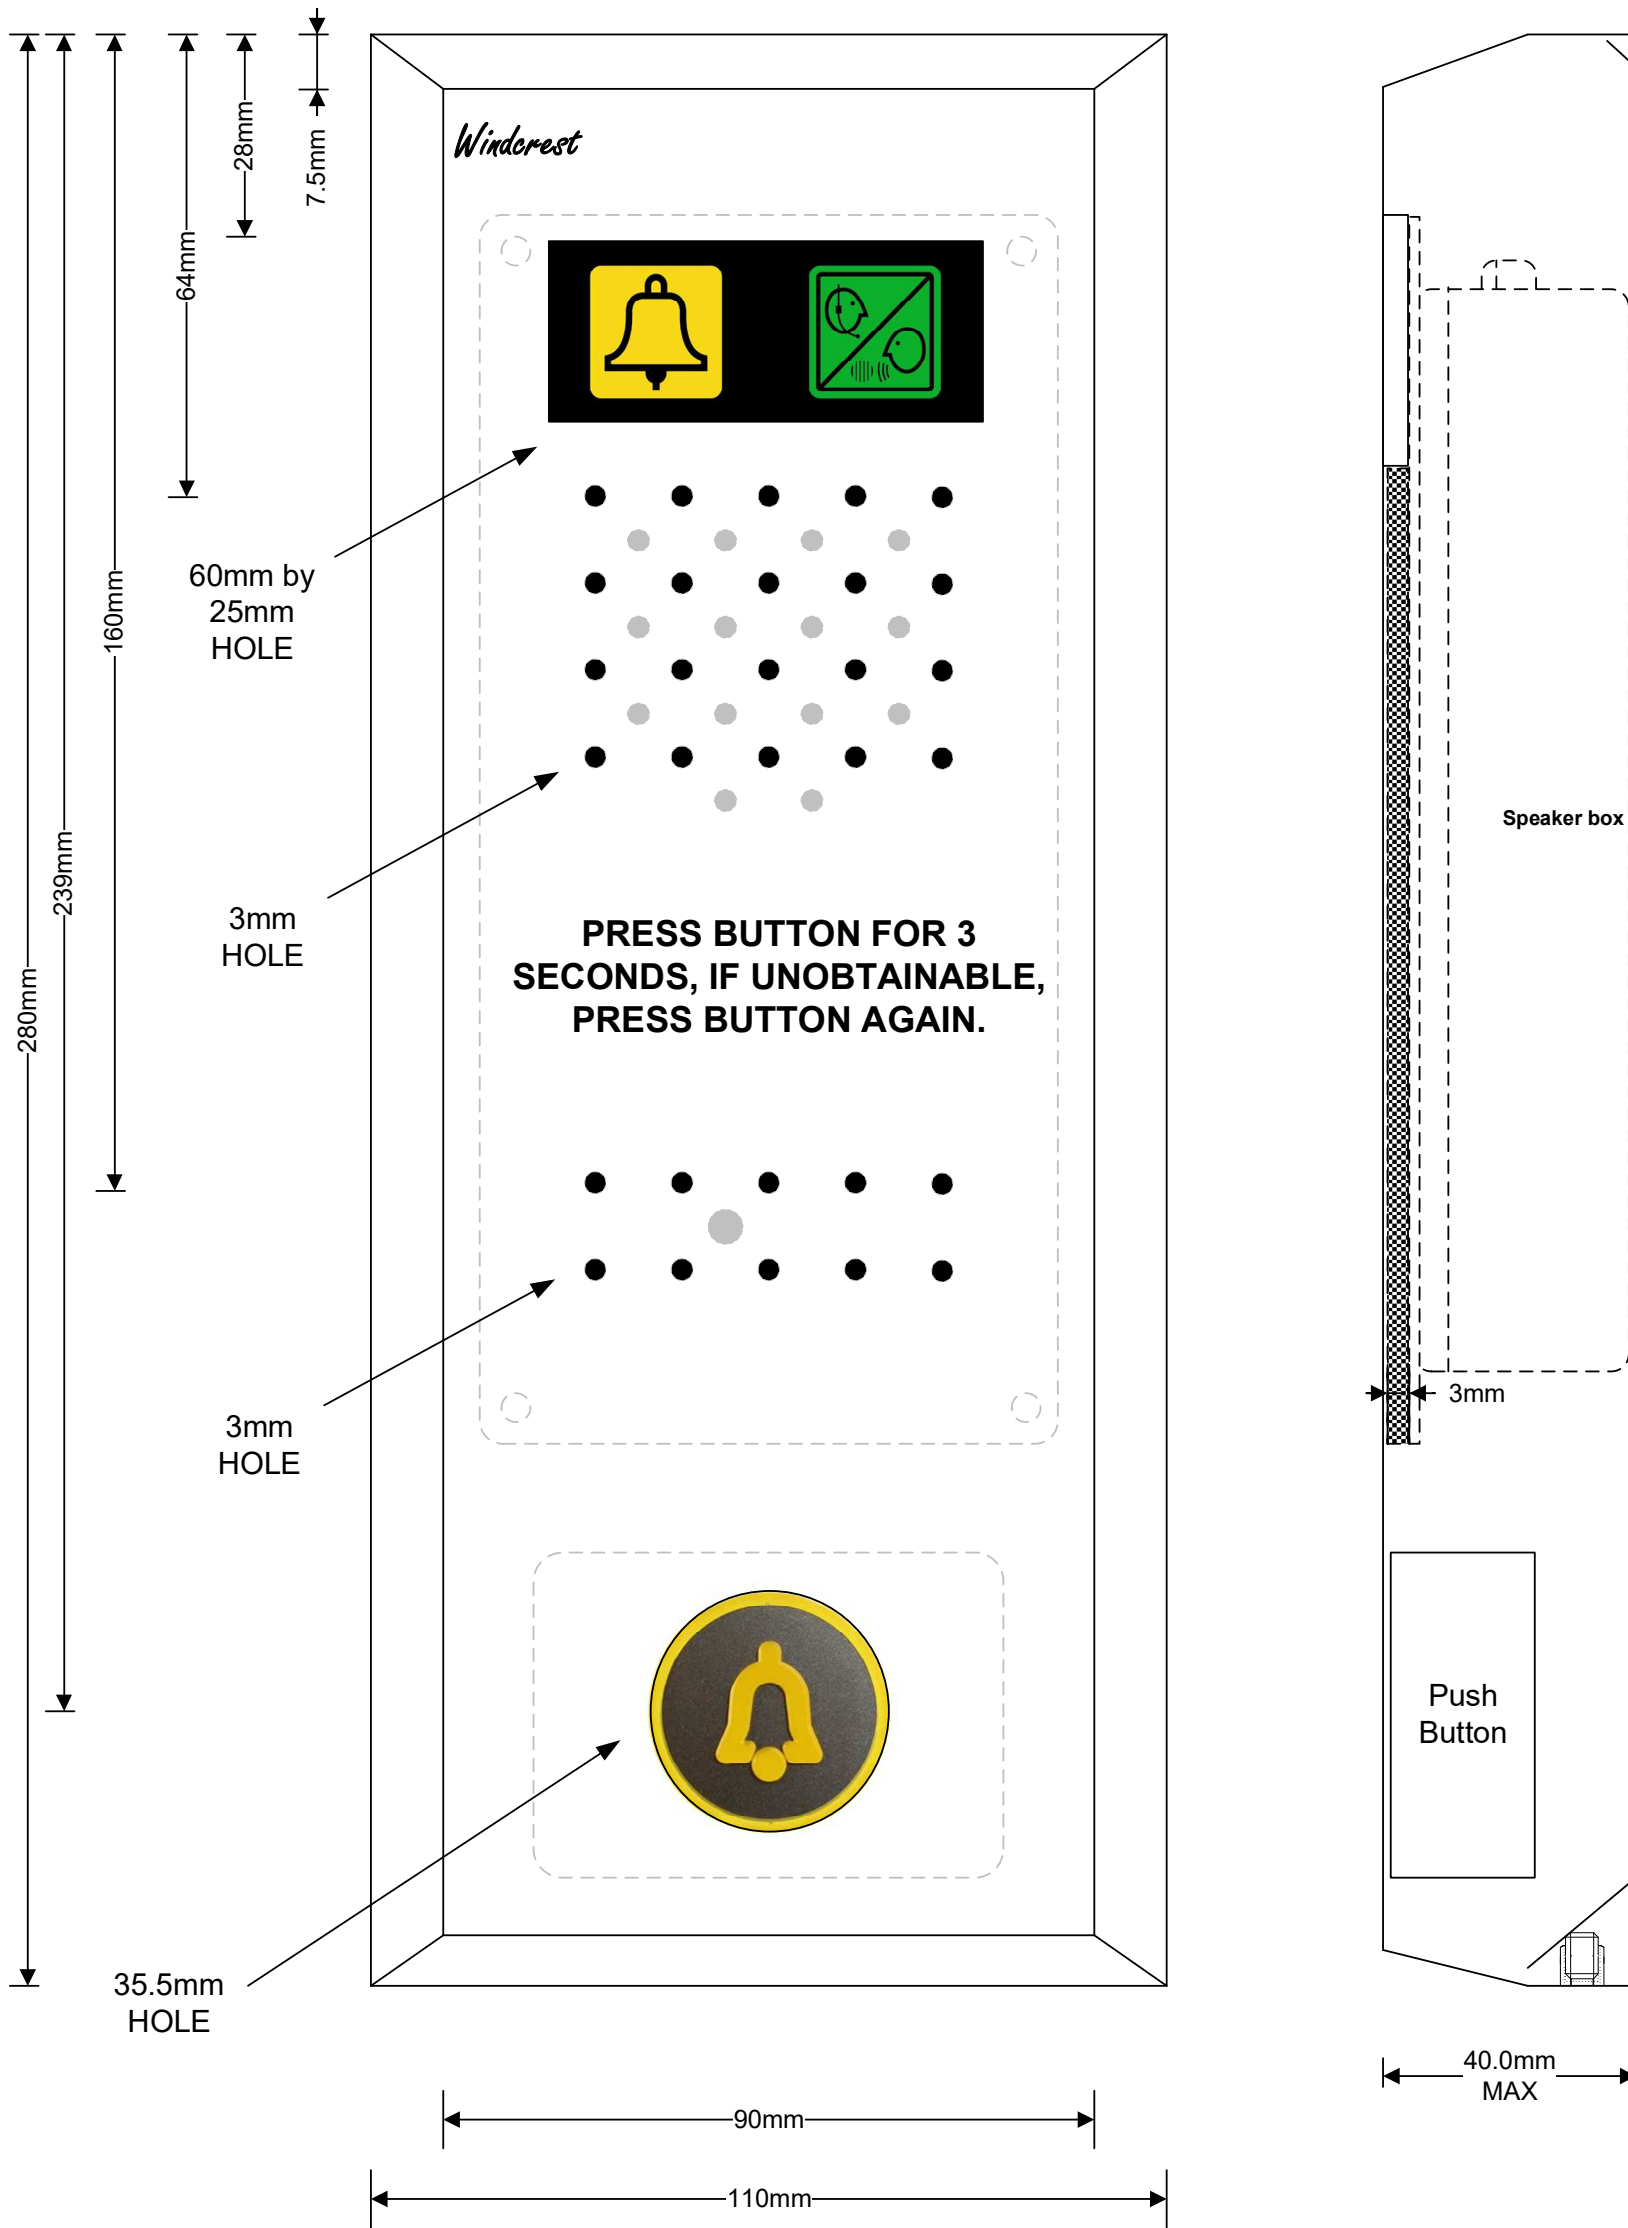 7.5mm
28mm
64mm
160mm
239mm
280mm
Windcrest
60mm by
25mm
HOLE
3mm
HOLE
PRESS BUTTON FOR 3
SECONDS, IF UNOBTAINABLE,
PRESS BUTTON AGAIN.
3mm
HOLE
35.5mm
HOLE
90mm
110mm
Speaker box
3mm
Push
Button
40.0mm
MAX